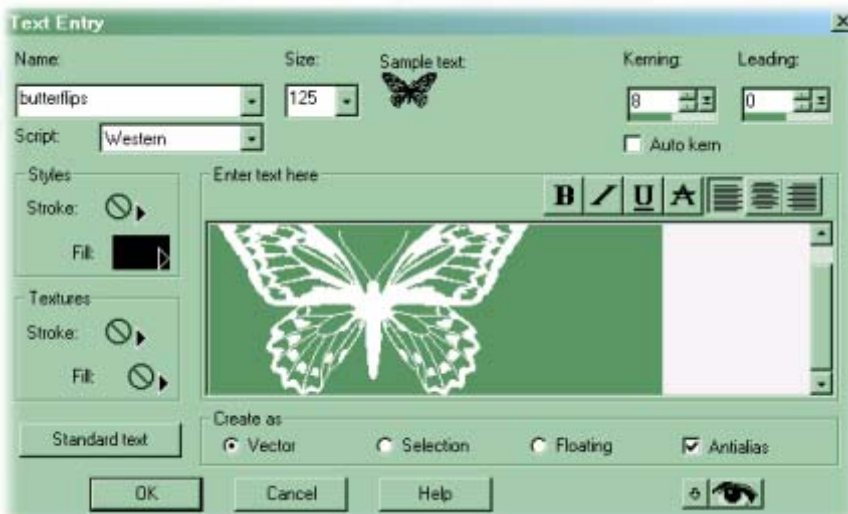 Text Entry
Name: Size: Sample text: Kerning: Leading:
butterflips 125 8 0
Script: Western Auto kern
Styles Enter text here
Stroke: B I U A
Fill:
Textures
Stroke:
Fill:
Standard text Create as
Vector Selection Floating Antialias
OK Cancel Help